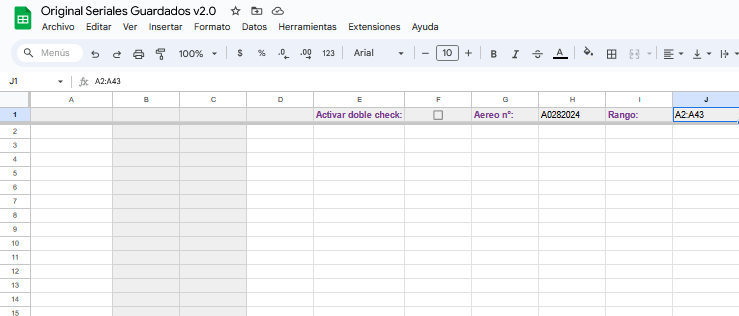 Original Seriales Guardados v2.0
Archivo Editar Ver Insertar Formato Datos Herramientas Extensiones Ayuda
Menús 100% $ % .0 .00 123 Arial − 10 + B I S A
J1 fx A2:A43
A B C D E F G H I J
1 Activar doble check: Aereo n°: A0282024 Rango: A2:A43
2
3
4
5
6
7
8
9
10
11
12
13
14
15